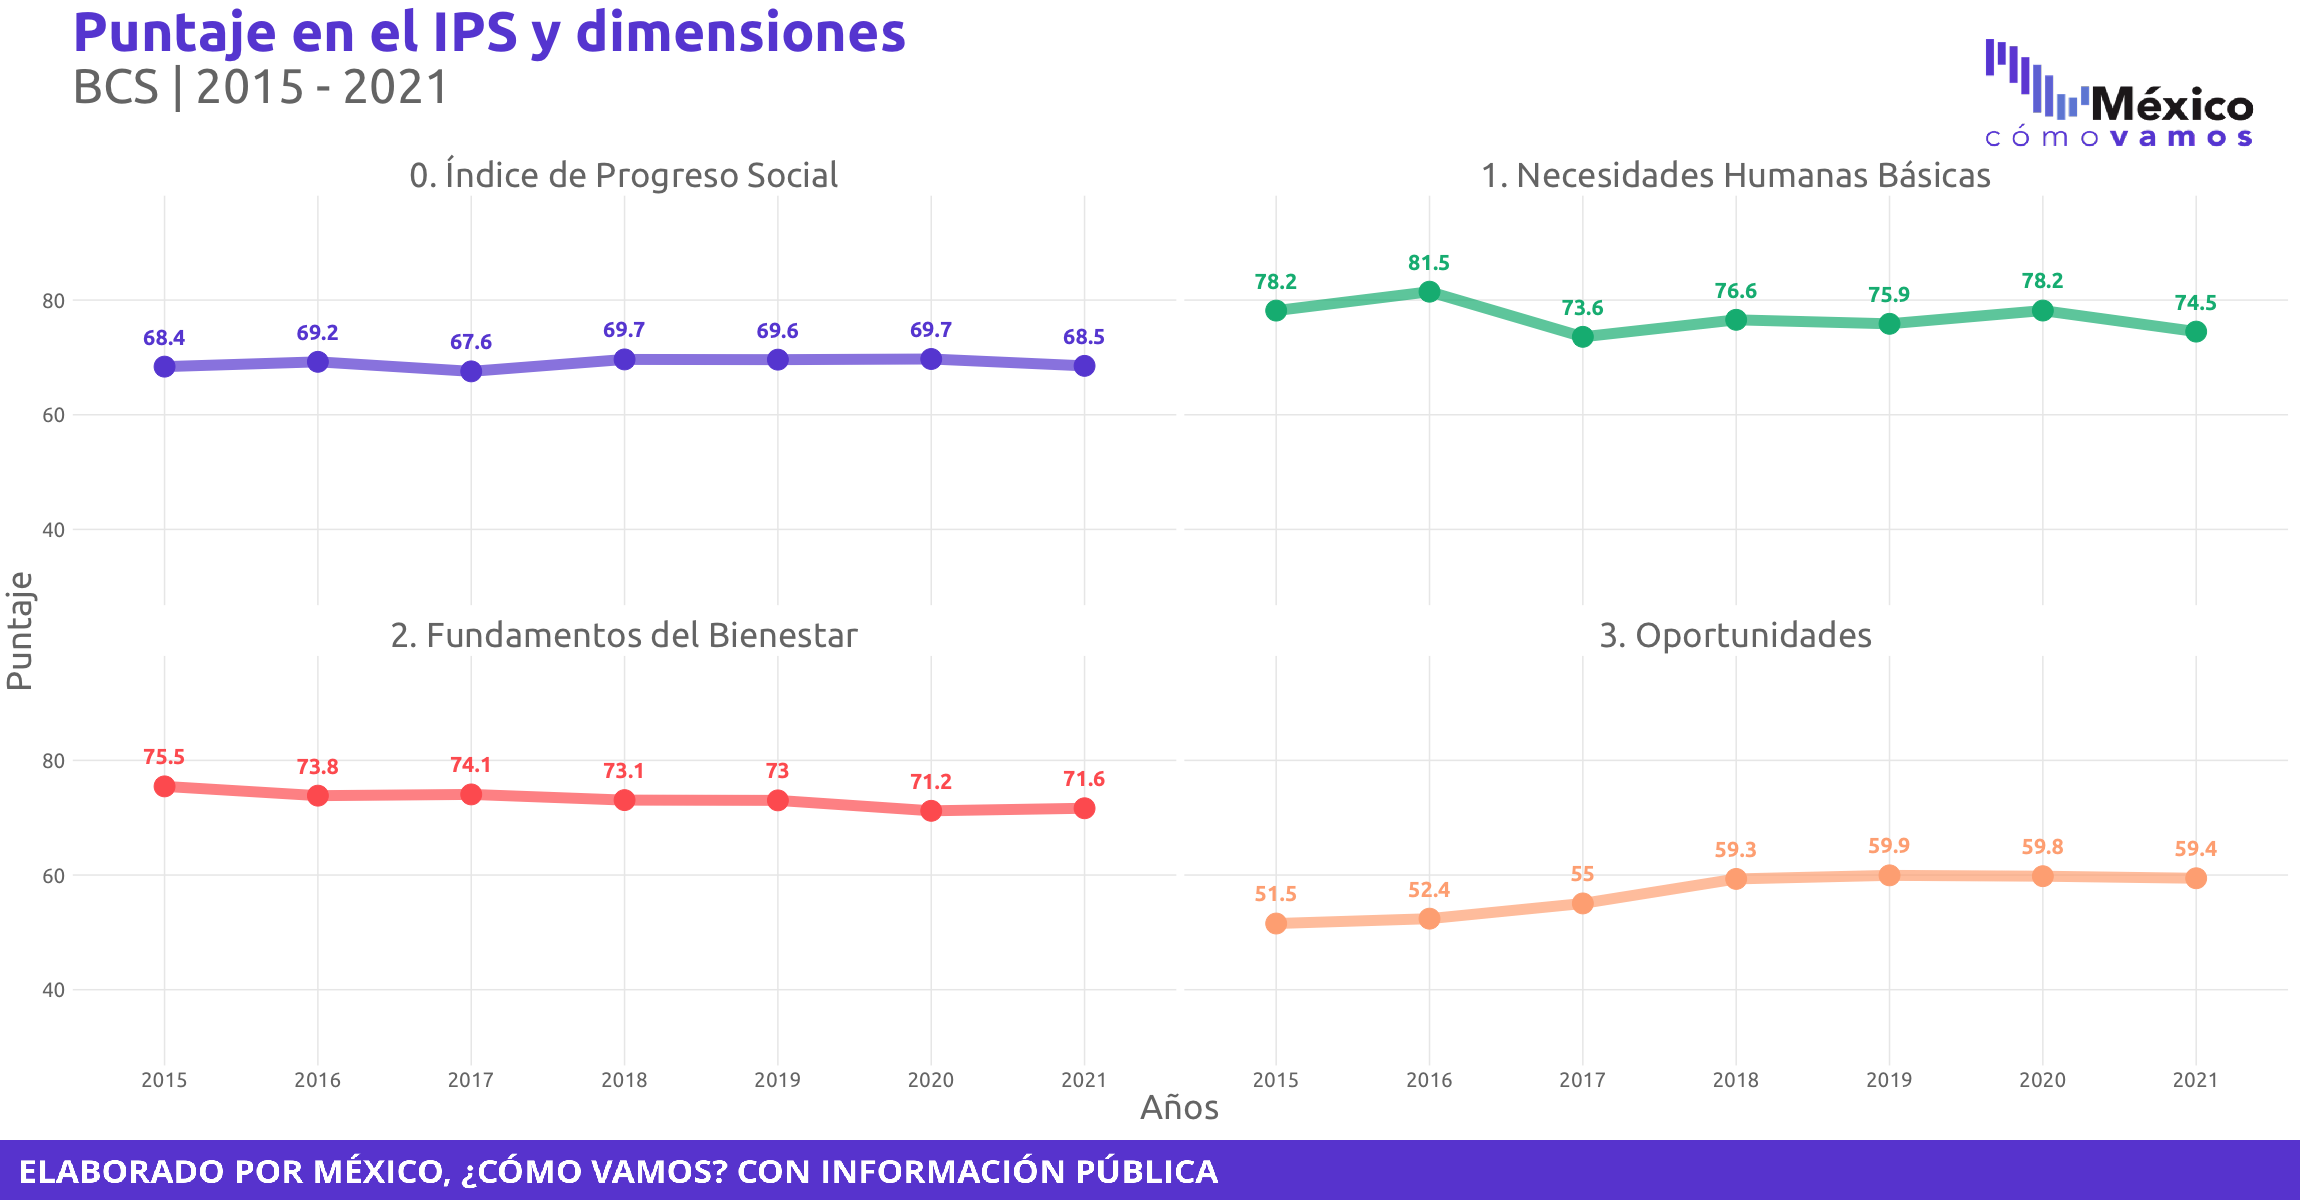 Puntaje en el IPS y dimensiones
BCS | 2015 - 2021
México
cómovamos
0. Índice de Progreso Social
80
60
40
68.4 69.2 67.6 69.7 69.6 69.7 68.5
1. Necesidades Humanas Básicas
78.2 81.5 73.6 76.6 75.9 78.2 74.5
Puntaje
2. Fundamentos del Bienestar
80
60
40
75.5 73.8 74.1 73.1 73 71.2 71.6
2015 2016 2017 2018 2019 2020 2021
3. Oportunidades
51.5 52.4 55 59.3 59.9 59.8 59.4
2015 2016 2017 2018 2019 2020 2021
Años
ELABORADO POR MÉXICO, ¿CÓMO VAMOS? CON INFORMACIÓN PÚBLICA